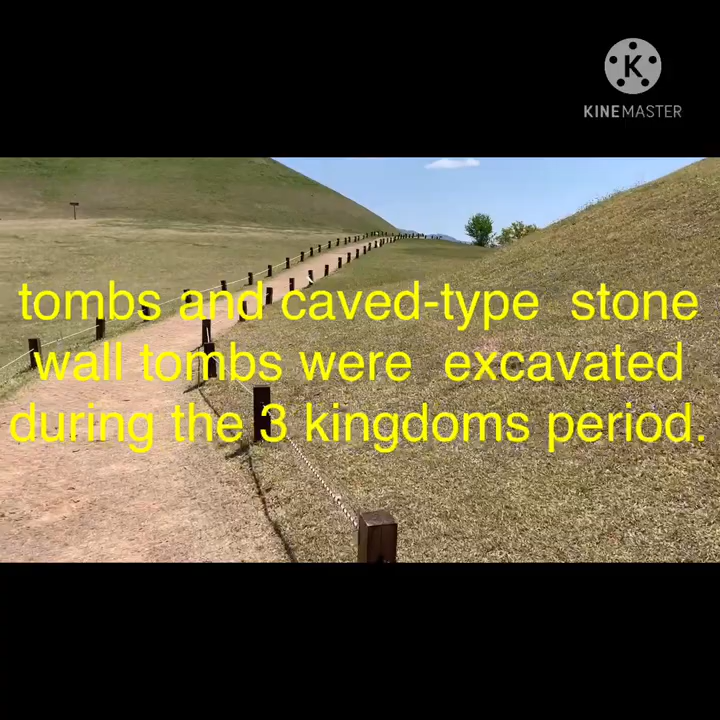 KINEMASTER
tombs and caved-type stone
wall tombs were excavated
during the 3 kingdoms period.